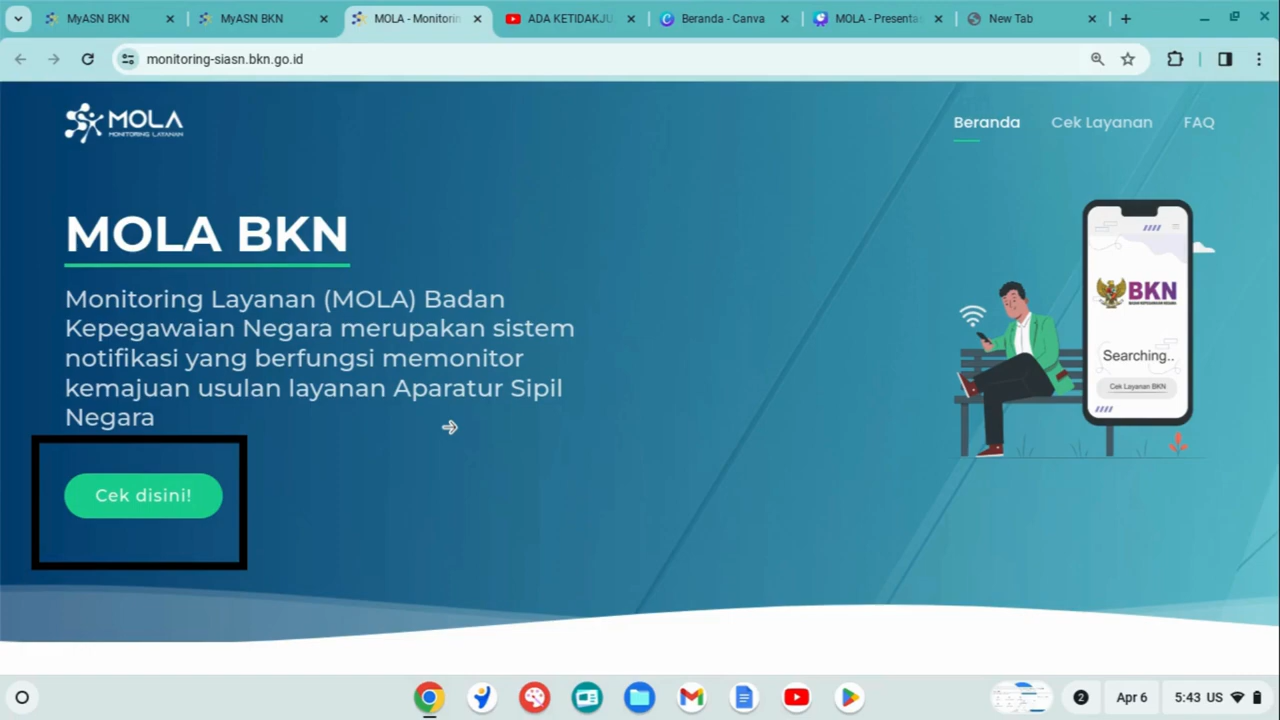 MyASN BKN
MyASN BKN
MOLA - Monitorin
ADA KETIDAKJU
Beranda - Canva
MOLA - Presenta
New Tab
monitoring-siasn.bkn.go.id
MOLA
MONITORING LAYANAN
Beranda
Cek Layanan
FAQ
MOLA BKN
Monitoring Layanan (MOLA) Badan
Kepegawaian Negara merupakan sistem
notifikasi yang berfungsi memonitor
kemajuan usulan layanan Aparatur Sipil
Negara
Cek disini!
BKN
BADAN KEPEGAWAIAN NEGARA
Searching..
Cek Layanan BKN
2
Apr 6
5:43 US